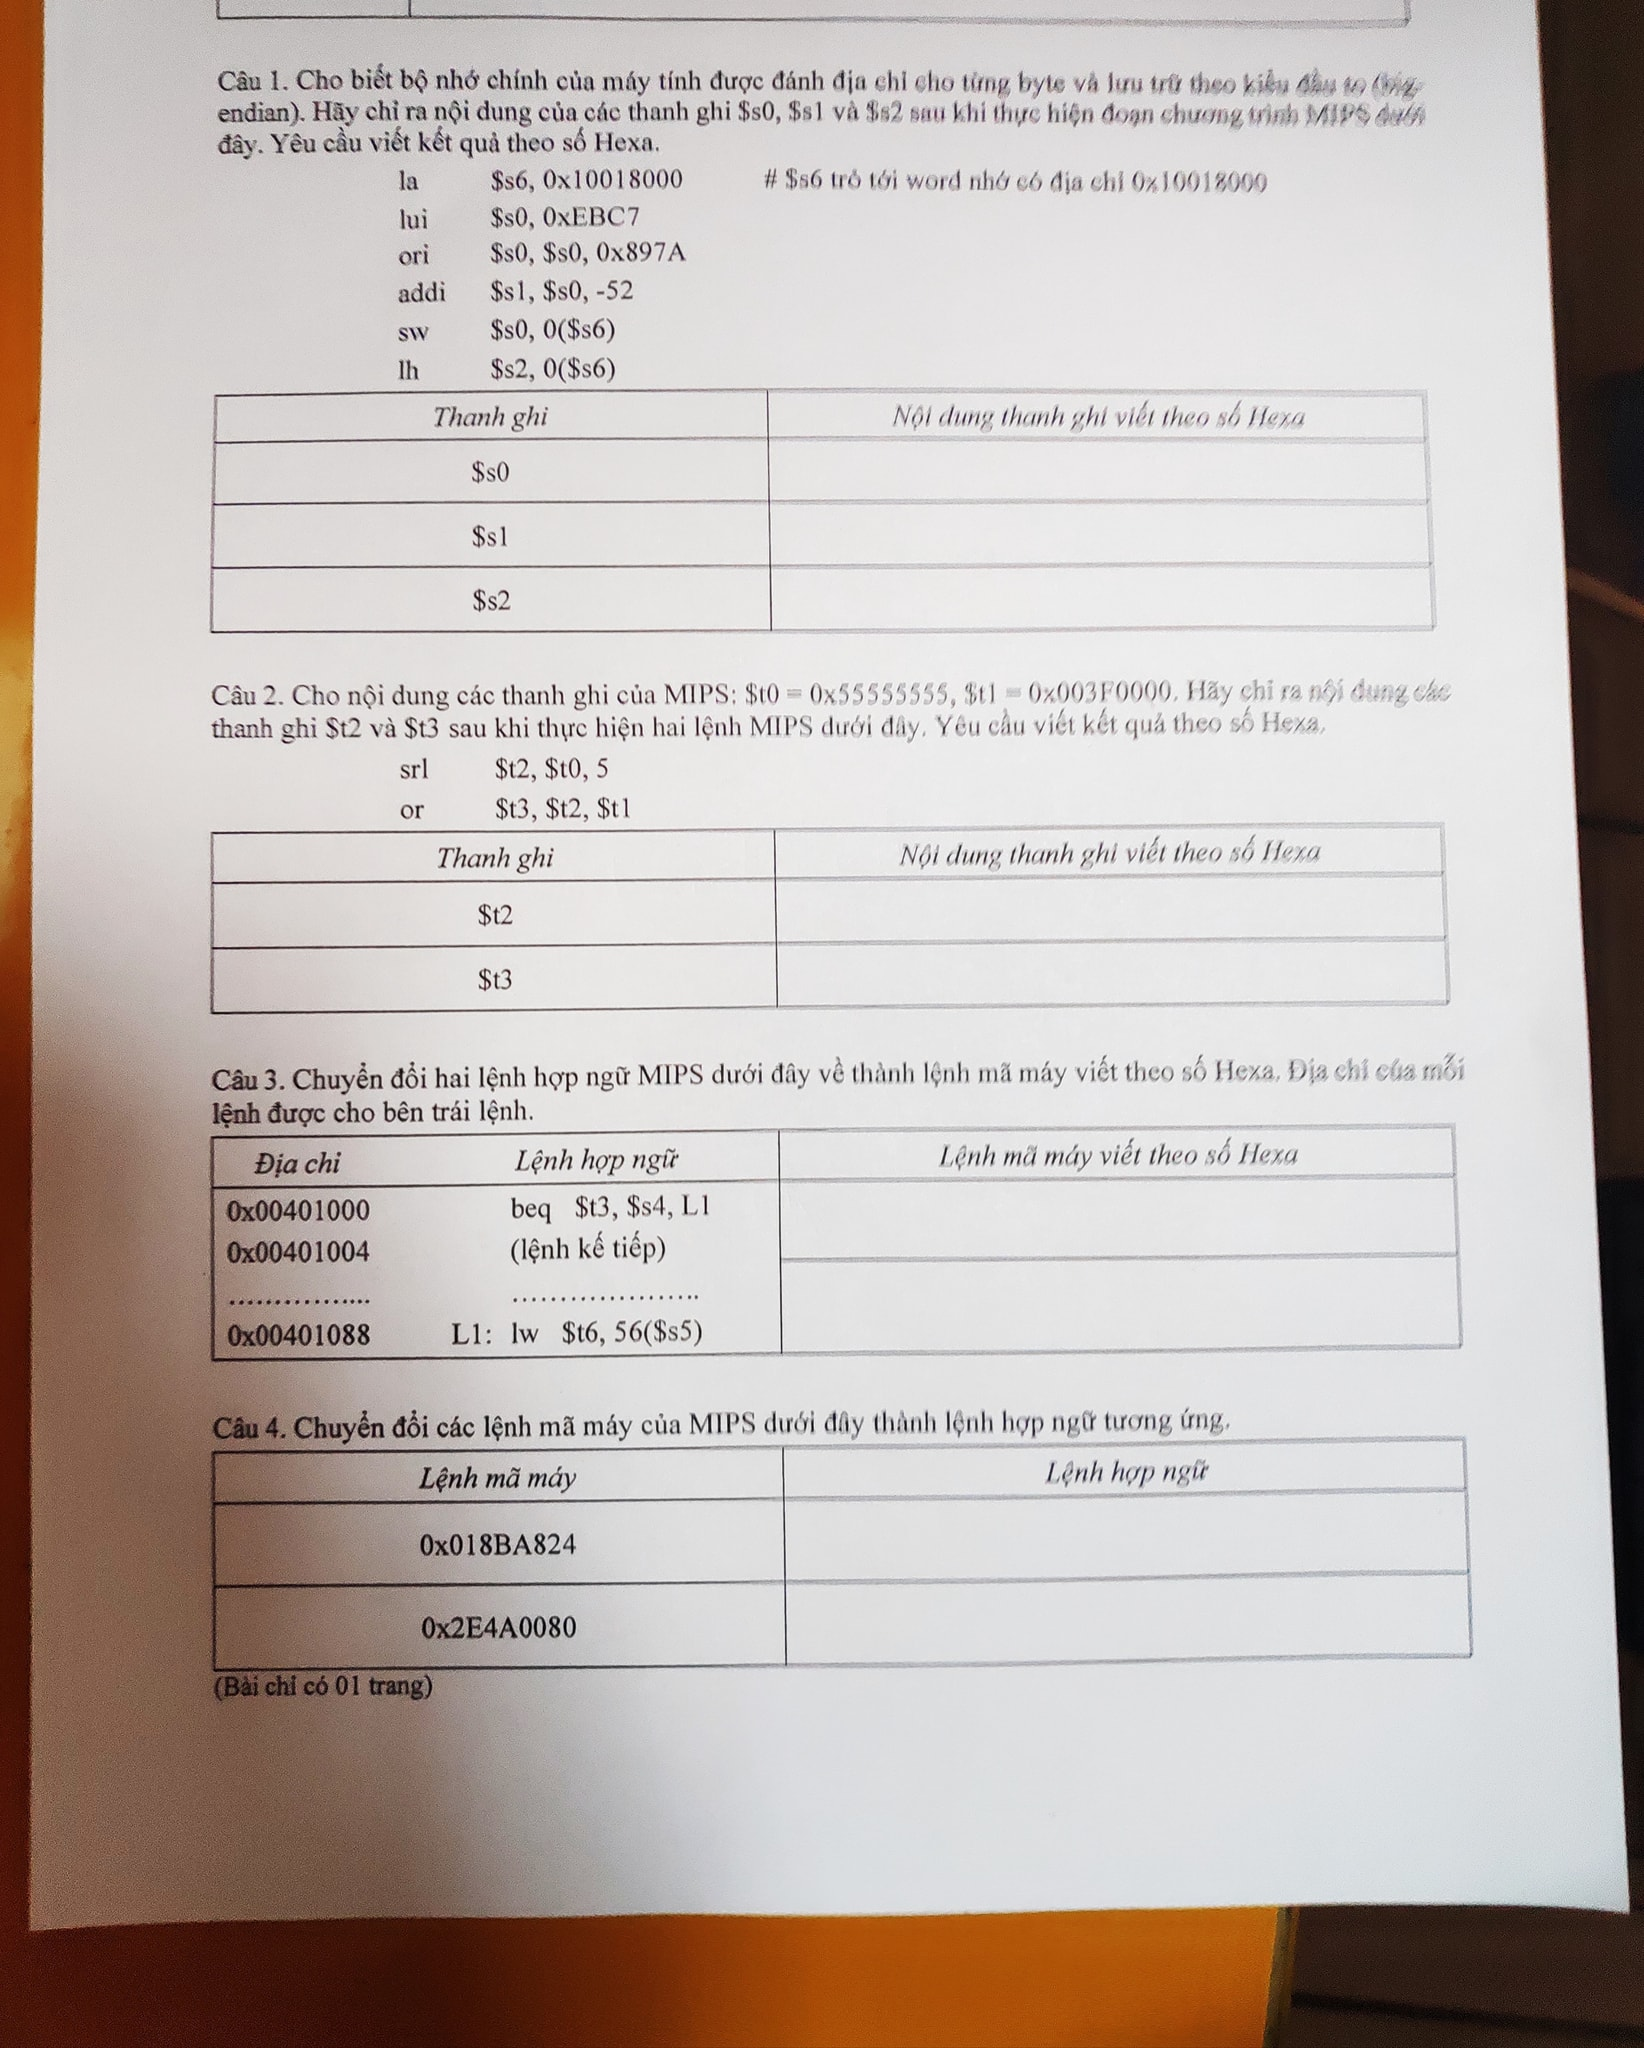 Câu 1. Cho biết bộ nhớ chính của máy tính được đánh địa chỉ cho từng byte và lưu trữ theo kiểu đầu to (big-
endian). Hãy chỉ ra nội dung của các thanh ghi $s0, $s1 và $s2 sau khi thực hiện đoạn chương trình MIPS dưới
đây. Yêu cầu viết kết quả theo số Hexa.
la $s6, 0x10018000 # $s6 trỏ tới word nhớ có địa chỉ 0x10018000
lui $s0, 0xEBC7
ori $s0, $s0, 0x897A
addi $s1, $s0, -52
sw $s0, 0($s6)
lh $s2, 0($s6)
Thanh ghi Nội dung thanh ghi viết theo số Hexa
$s0
$s1
$s2
Câu 2. Cho nội dung các thanh ghi của MIPS: $t0 = 0x55555555, $t1 = 0x003F0000. Hãy chỉ ra nội dung các
thanh ghi $t2 và $t3 sau khi thực hiện hai lệnh MIPS dưới đây. Yêu cầu viết kết quả theo số Hexa.
srl $t2, $t0, 5
or $t3, $t2, $t1
Thanh ghi Nội dung thanh ghi viết theo số Hexa
$t2
$t3
Câu 3. Chuyển đổi hai lệnh hợp ngữ MIPS dưới đây về thành lệnh mã máy viết theo số Hexa. Địa chỉ của mỗi
lệnh được cho bên trái lệnh.
Địa chỉ Lệnh hợp ngữ Lệnh mã máy viết theo số Hexa
0x00401000 beq $t3, $s4, L1
0x00401004 (lệnh kế tiếp)
................ ....................
0x00401088 L1: lw $t6, 56($s5)
Câu 4. Chuyển đổi các lệnh mã máy của MIPS dưới đây thành lệnh hợp ngữ tương ứng.
Lệnh mã máy Lệnh hợp ngữ
0x018BA824
0x2E4A0080
(Bài chỉ có 01 trang)